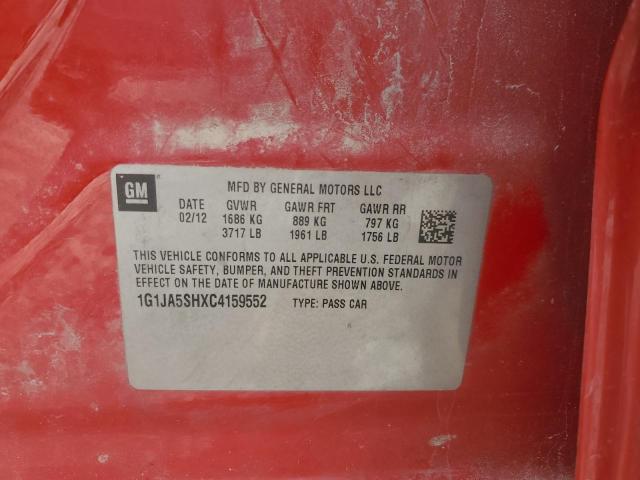 GM
MFD BY GENERAL MOTORS LLC
DATE GVWR GAWR FRT GAWR RR
02/12 1686 KG 889 KG 797 KG
3717 LB 1961 LB 1756 LB
THIS VEHICLE CONFORMS TO ALL APPLICABLE U.S. FEDERAL MOTOR
VEHICLE SAFETY, BUMPER, AND THEFT PREVENTION STANDARDS IN
EFFECT ON THE DATE OF MANUFACTURE SHOWN ABOVE.
1G1JA5SHXC4159552 TYPE: PASS CAR